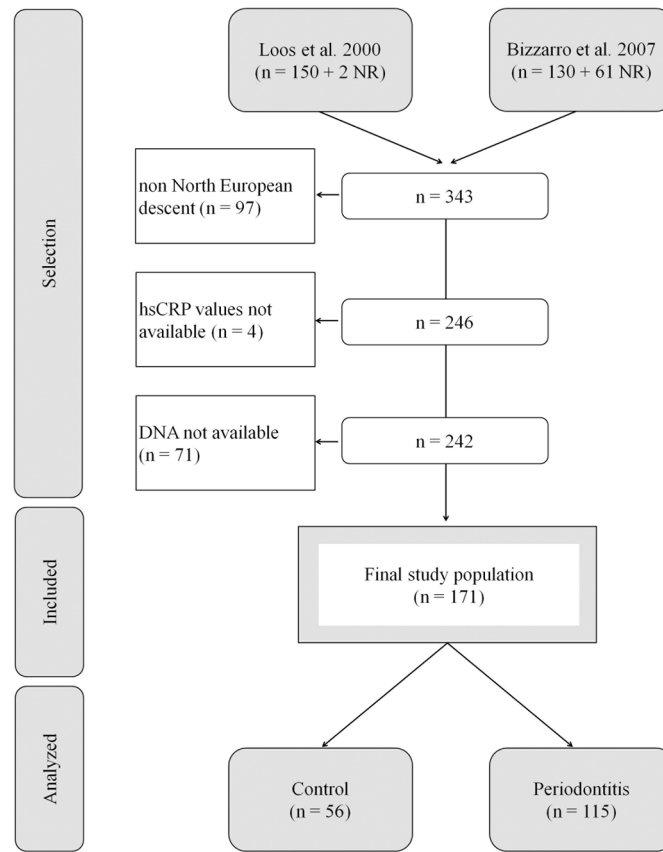 Loos et al. 2000
(n = 150 + 2 NR)
Bizzarro et al. 2007
(n = 130 + 61 NR)
Selection
non North European
descent (n = 97)
n = 343
hsCRP values not
available (n = 4)
n = 246
DNA not available
(n = 71)
n = 242
Included
Final study population
(n = 171)
Analyzed
Control
(n = 56)
Periodontitis
(n = 115)